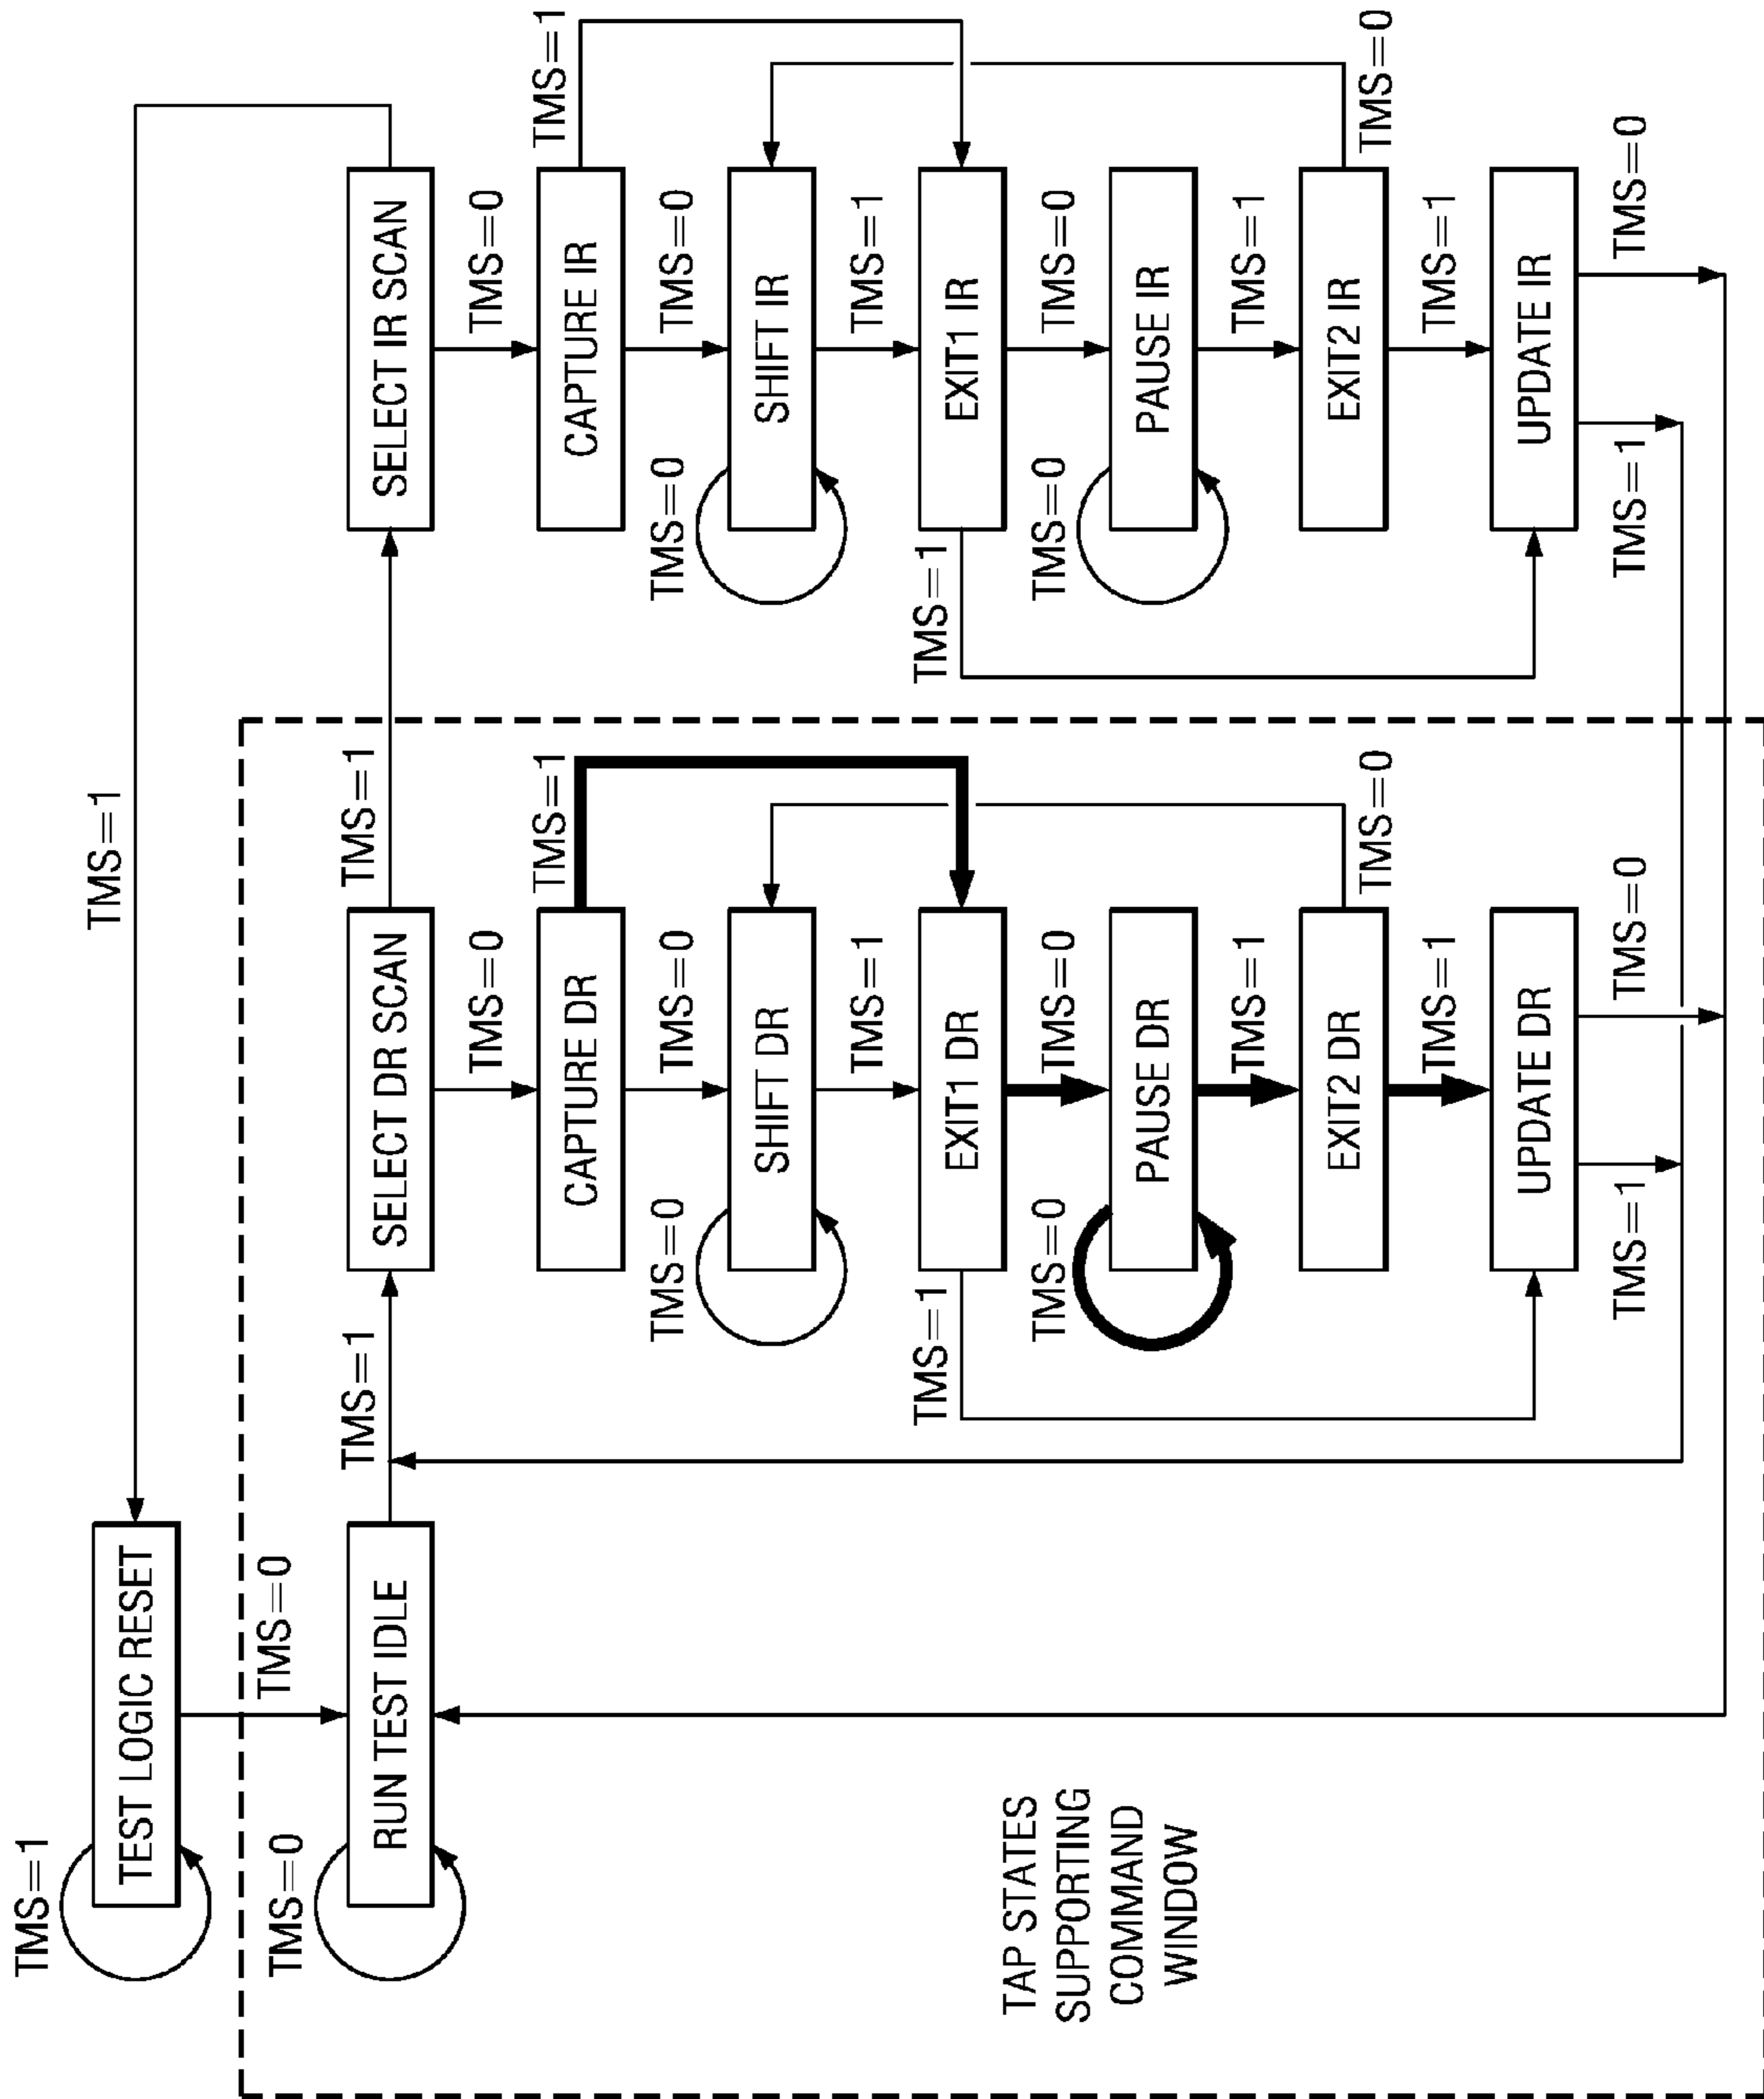 TMS=1
TMS=1
TEST LOGIC RESET
TMS=0
TMS=0
TMS=1
TMS=1
RUN TEST IDLE
SELECT DR SCAN
SELECT IR SCAN
TMS=0
TMS=0
TMS=1
TMS=1
CAPTURE DR
CAPTURE IR
TMS=0
TMS=0
TMS=0
TMS=0
SHIFT DR
SHIFT IR
TMS=1
TMS=1
TMS=1
TMS=1
EXIT1 DR
EXIT1 IR
TAP STATES
SUPPORTING
COMMAND
WINDOW
TMS=0
TMS=0
TMS=0
TMS=0
PAUSE DR
PAUSE IR
TMS=1
TMS=1
EXIT2 DR
EXIT2 IR
TMS=0
TMS=0
TMS=1
TMS=1
UPDATE DR
UPDATE IR
TMS=1
TMS=0
TMS=1
TMS=0